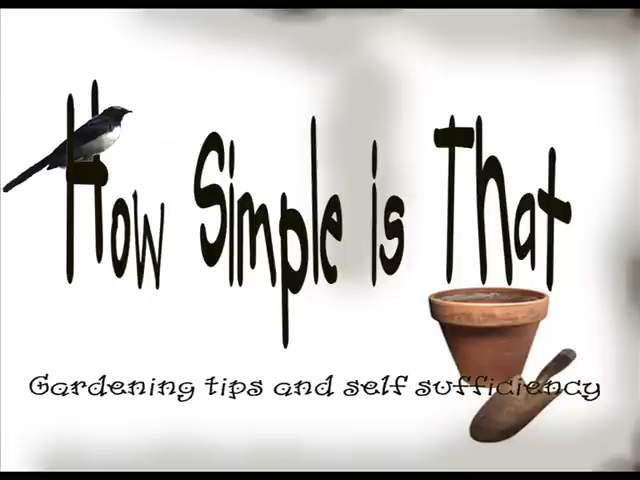 How Simple is That
Gardening tips and self sufficiency